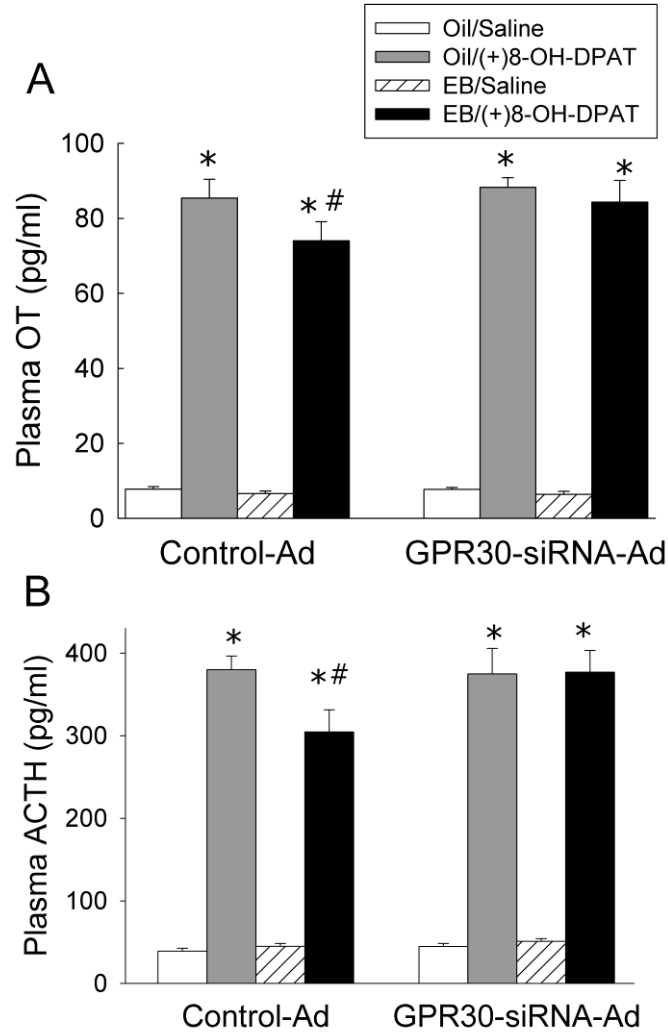 Oil/Saline
Oil/(+)8-OH-DPAT
EB/Saline
EB/(+)8-OH-DPAT
A
Plasma OT (pg/ml)
100
80
60
40
20
0
*
*#
*
*
Control-Ad
GPR30-siRNA-Ad
B
Plasma ACTH (pg/ml)
400
300
200
100
0
*
*#
*
*
Control-Ad
GPR30-siRNA-Ad